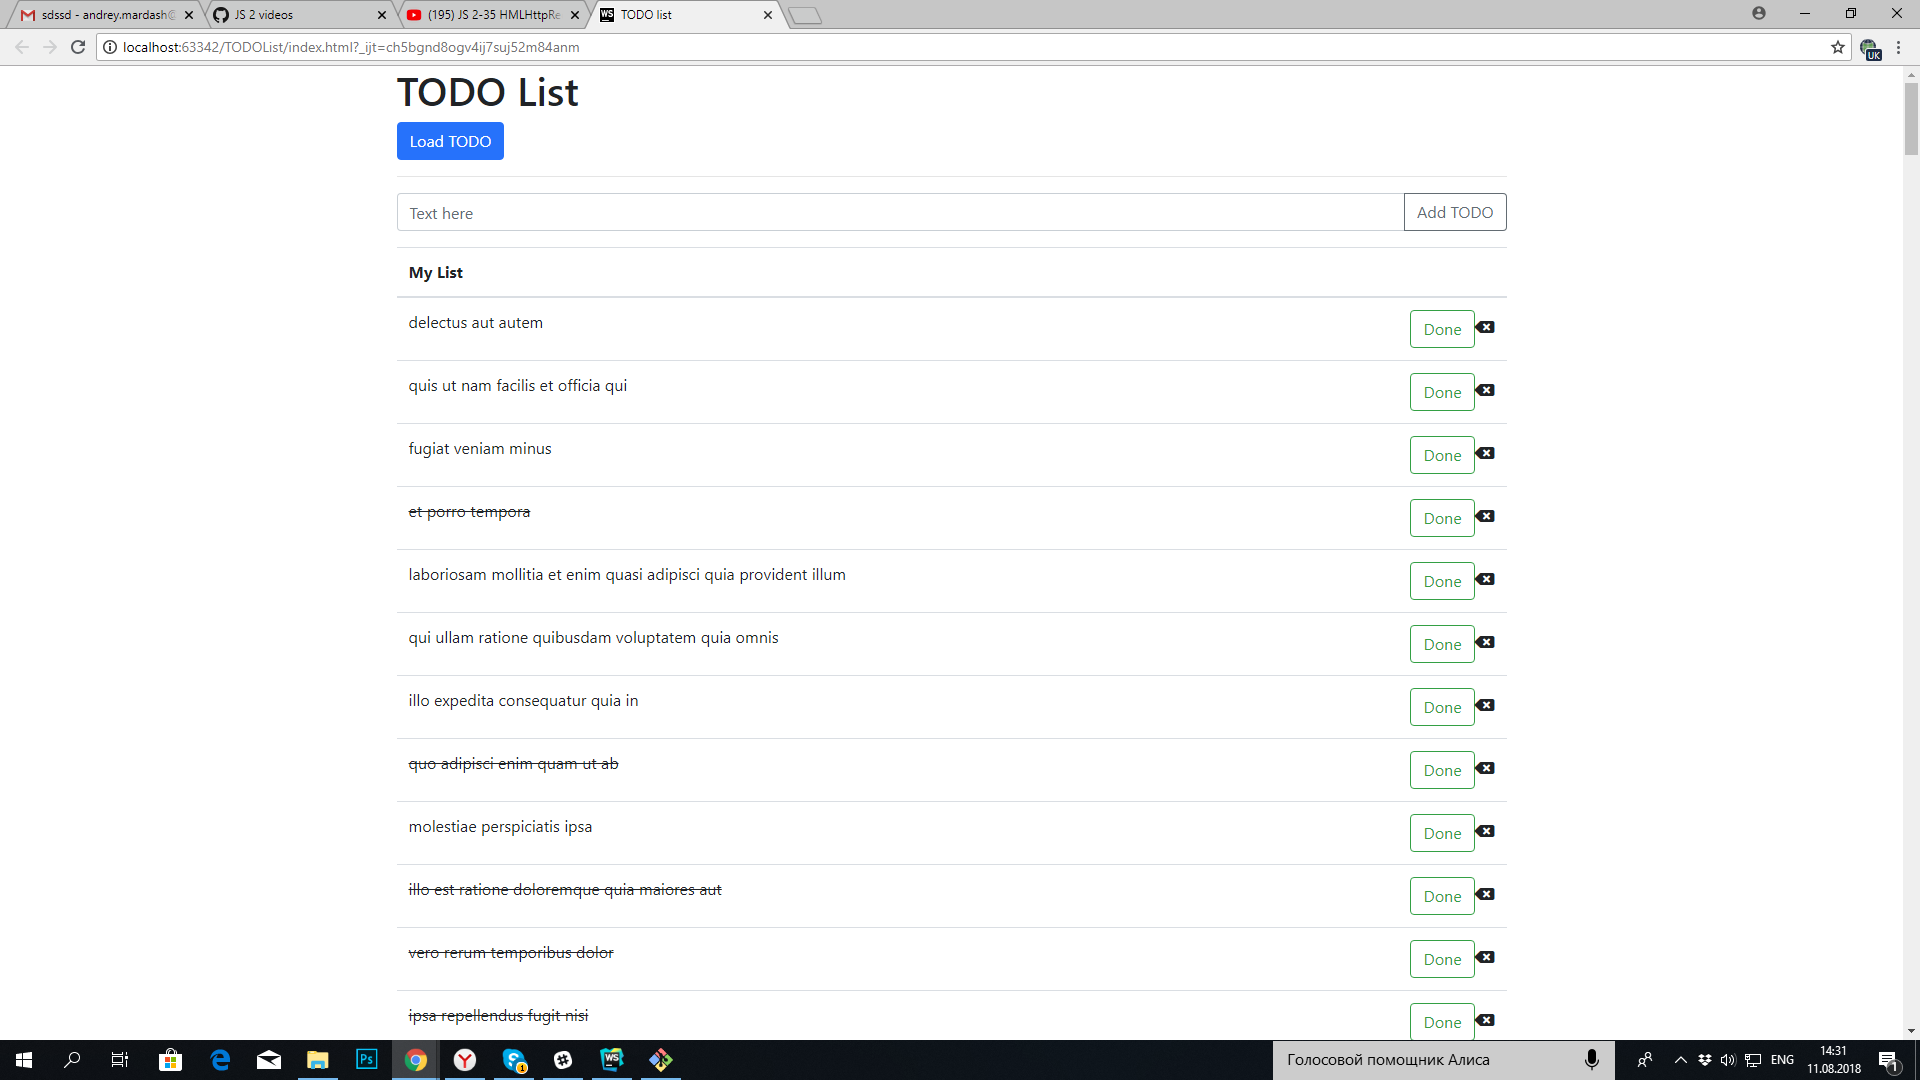 sdssd - andrey.mardash@
JS 2 videos
(195) JS 2-35 HMLHttpRe
TODO list
localhost:63342/TODOList/index.html?_ijt=ch5bgnd8ogv4ij7suj52m84anm
UK
TODO List
Load TODO
Text here
Add TODO
My List
delectus aut autem
Done
quis ut nam facilis et officia qui
Done
fugiat veniam minus
Done
et porro tempora
Done
laboriosam mollitia et enim quasi adipisci quia provident illum
Done
qui ullam ratione quibusdam voluptatem quia omnis
Done
illo expedita consequatur quia in
Done
quo adipisci enim quam ut ab
Done
molestiae perspiciatis ipsa
Done
illo est ratione doloremque quia maiores aut
Done
vero rerum temporibus dolor
Done
ipsa repellendus fugit nisi
Done
Ps
WS
1
Голосовой помощник Алиса
ENG
14:31
11.08.2018
1